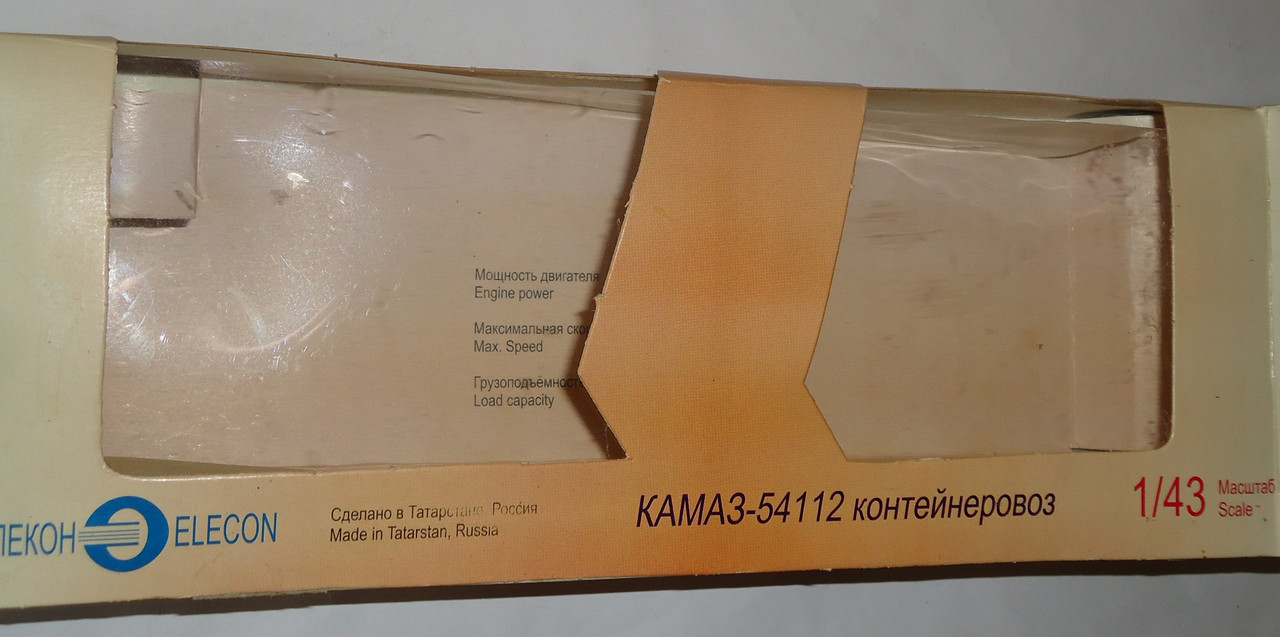 Мощность двигателя
Engine power
Максимальная ско
Max. Speed
Грузоподъёмност
Load capacity
ЛЕКОН ELECON
Сделано в Татарстане, Россия
Made in Tatarstan, Russia
КАМАЗ-54112 контейнеровоз
1/43 Масштаб
Scale